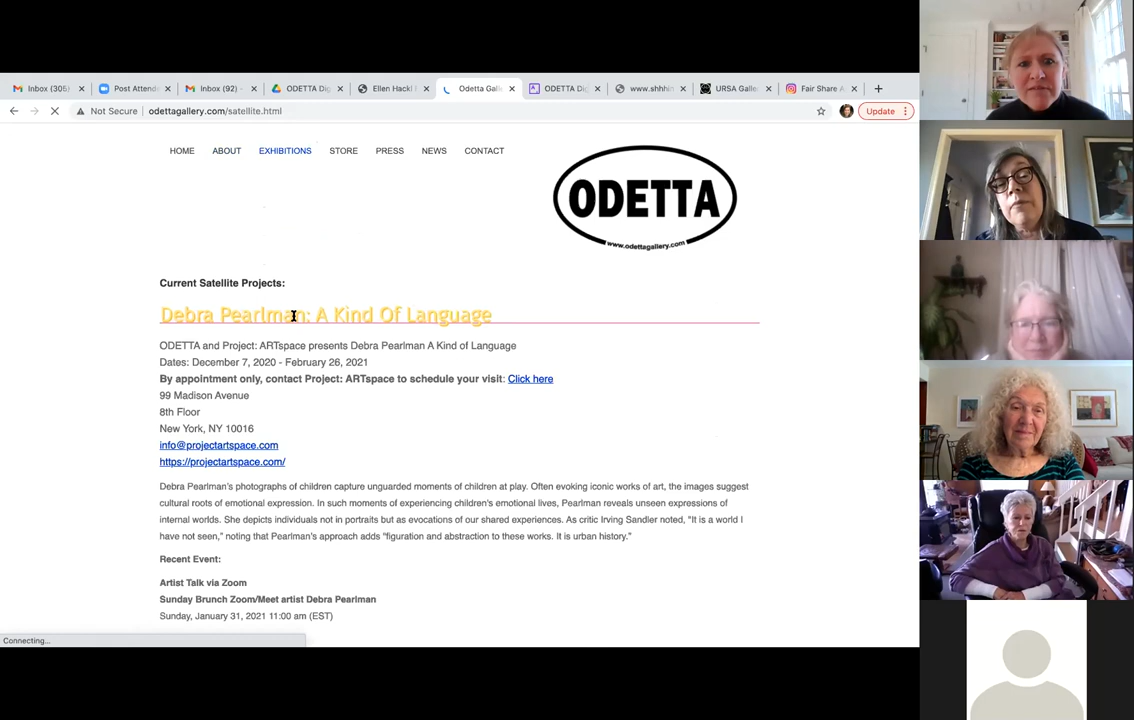 Inbox (305)
Post Attend
Inbox (92) -
ODETTA Dig
Ellen Hackl
Odetta Gall
ODETTA Dig
www.shhhin
URSA Galle
Fair Share A
Not Secure
odettagallery.com/satellite.html
Update
HOME ABOUT EXHIBITIONS STORE PRESS NEWS CONTACT
ODETTA
www.odettagallery.com
Current Satellite Projects:
Debra Pearlman: A Kind Of Language
ODETTA and Project: ARTspace presents Debra Pearlman A Kind of Language
Dates: December 7, 2020 - February 26, 2021
By appointment only, contact Project: ARTspace to schedule your visit: Click here
99 Madison Avenue
8th Floor
New York, NY 10016
info@projectartspace.com
https://projectartspace.com/
Debra Pearlman's photographs of children capture unguarded moments of children at play. Often evoking iconic works of art, the images suggest
cultural roots of emotional expression. In such moments of experiencing children's emotional lives, Pearlman reveals unseen expressions of
internal worlds. She depicts individuals not in portraits but as evocations of our shared experiences. As critic Irving Sandler noted, "It is a world I
have not seen," noting that Pearlman's approach adds "figuration and abstraction to these works. It is urban history."
Recent Event:
Artist Talk via Zoom
Sunday Brunch Zoom/Meet artist Debra Pearlman
Sunday, January 31, 2021 11:00 am (EST)
Connecting...